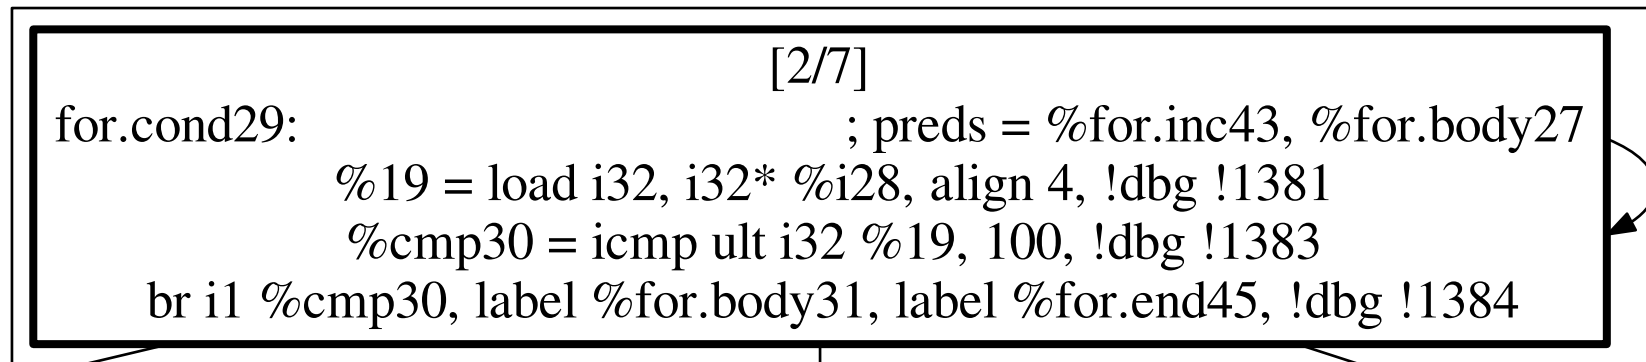 [2/7]
for.cond29: ; preds = %for.inc43, %for.body27
%19 = load i32, i32* %i28, align 4, !dbg !1381
%cmp30 = icmp ult i32 %19, 100, !dbg !1383
br i1 %cmp30, label %for.body31, label %for.end45, !dbg !1384